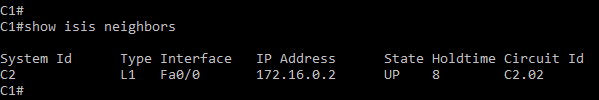 C1#
C1#show isis neighbors
System Id      Type Interface   IP Address      State Holdtime Circuit Id
C2             L1   Fa0/0       172.16.0.2      UP    8        C2.02
C1#